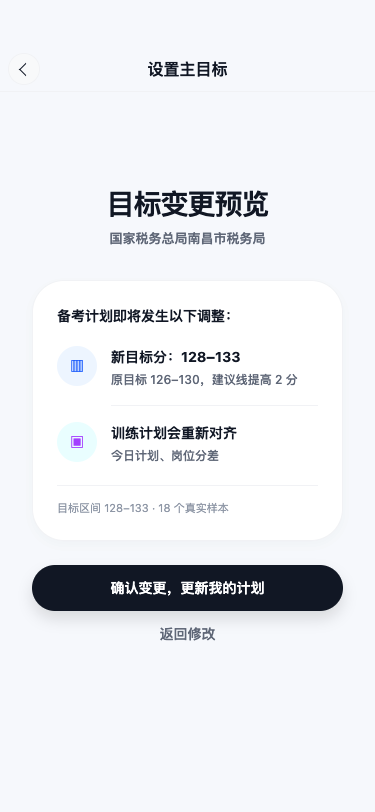 设置主目标
目标变更预览
国家税务总局南昌市税务局
备考计划即将发生以下调整：
新目标分：128–133
原目标 126–130，建议线提高 2 分
训练计划会重新对齐
今日计划、岗位分差
目标区间 128–133 · 18 个真实样本
确认变更，更新我的计划
返回修改